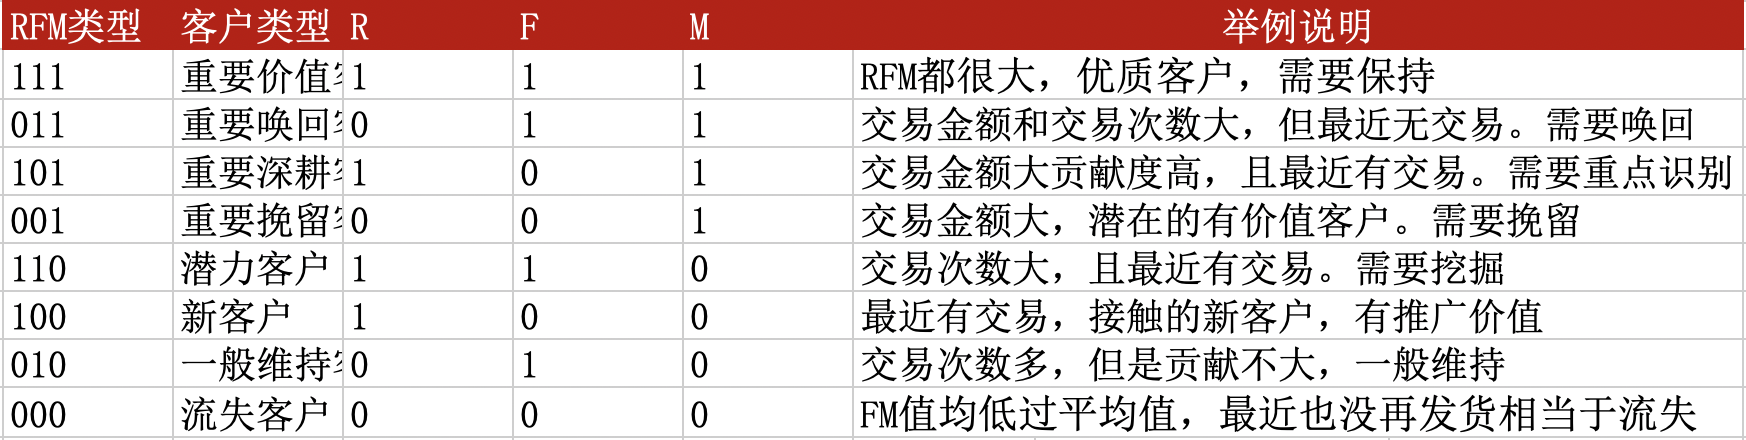 RFM类型 客户类型 R F M 举例说明
111 重要价值客 1 1 1 RFM都很大，优质客户，需要保持
011 重要唤回客 0 1 1 交易金额和交易次数大，但最近无交易。需要唤回
101 重要深耕客 1 0 1 交易金额大贡献度高，且最近有交易。需要重点识别
001 重要挽留客 0 0 1 交易金额大，潜在的有价值客户。需要挽留
110 潜力客户 1 1 0 交易次数大，且最近有交易。需要挖掘
100 新客户 1 0 0 最近有交易，接触的新客户，有推广价值
010 一般维持客 0 1 0 交易次数多，但是贡献不大，一般维持
000 流失客户 0 0 0 FM值均低过平均值，最近也没再发货相当于流失